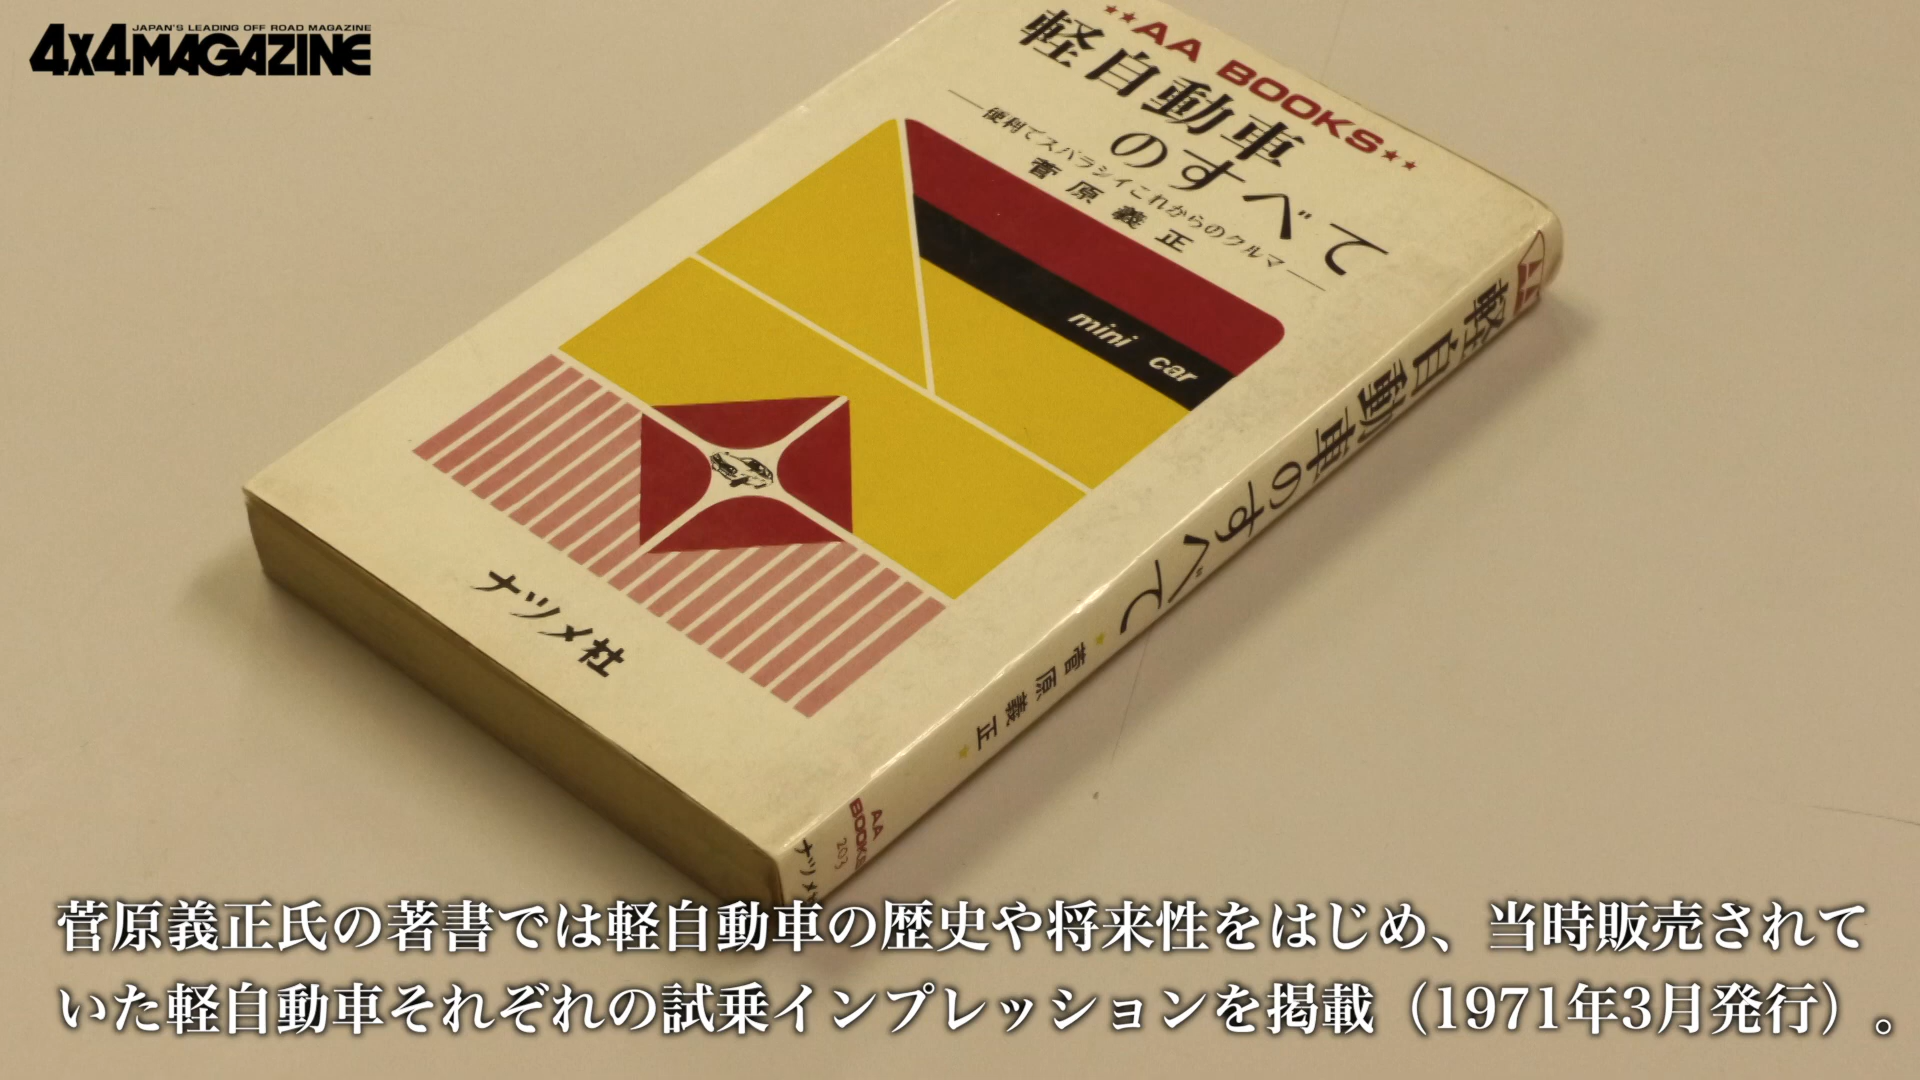 JAPAN'S LEADING OFF ROAD MAGAZINE
4x4MAGAZINE
★★AA BOOKS★★
軽自動車
のすべて
―便利でスバラシイこれからのクルマ―
菅原義正
mini car
ナツメ社
AA
軽自動車のすべて
★菅原義正★
AA
BOOKS
203
ナツメ
菅原義正氏の著書では軽自動車の歴史や将来性をはじめ、当時販売されて
いた軽自動車それぞれの試乗インプレッションを掲載（1971年3月発行）。